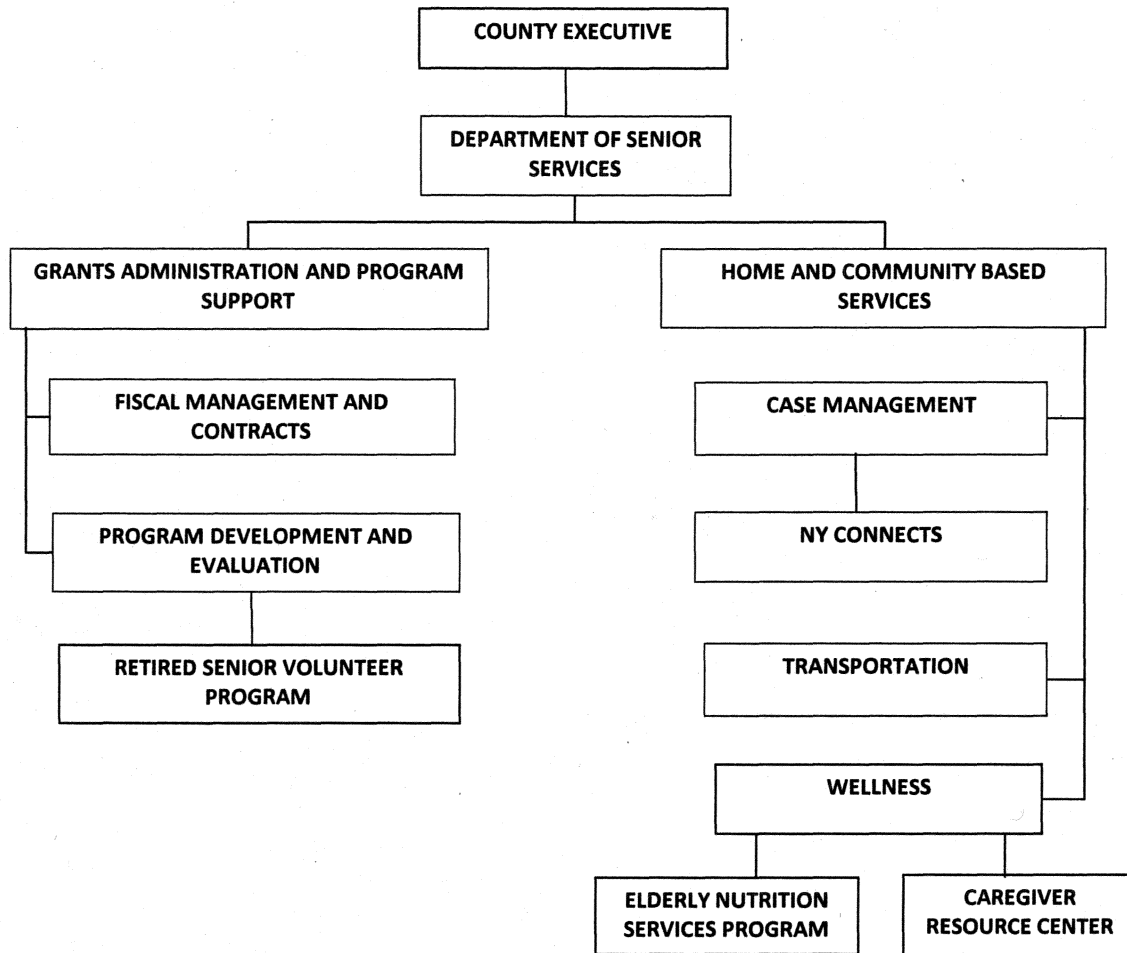 COUNTY EXECUTIVE
DEPARTMENT OF SENIOR
SERVICES
GRANTS ADMINISTRATION AND PROGRAM
SUPPORT
HOME AND COMMUNITY BASED
SERVICES
FISCAL MANAGEMENT AND
CONTRACTS
CASE MANAGEMENT
PROGRAM DEVELOPMENT AND
EVALUATION
NY CONNECTS
RETIRED SENIOR VOLUNTEER
PROGRAM
TRANSPORTATION
WELLNESS
ELDERLY NUTRITION
SERVICES PROGRAM
CAREGIVER
RESOURCE CENTER